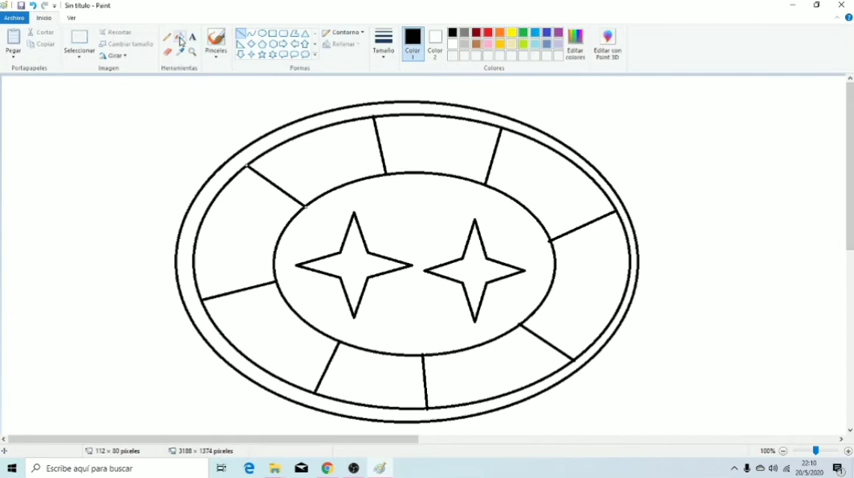 Sin título - Paint
Archivo Inicio Ver
Pegar
Cortar
Copiar
Portapapeles
Seleccionar
Recortar
Cambiar tamaño
Girar
Imagen
A
Herramientas
Pinceles
Contorno
Rellenar
Formas
Tamaño
Color
1
Color
2
Editar
colores
Editar con
Paint 3D
Colores
112 × 80 píxeles
3188 × 1374 píxeles
100%
Escribe aquí para buscar
22:10
20/5/2020